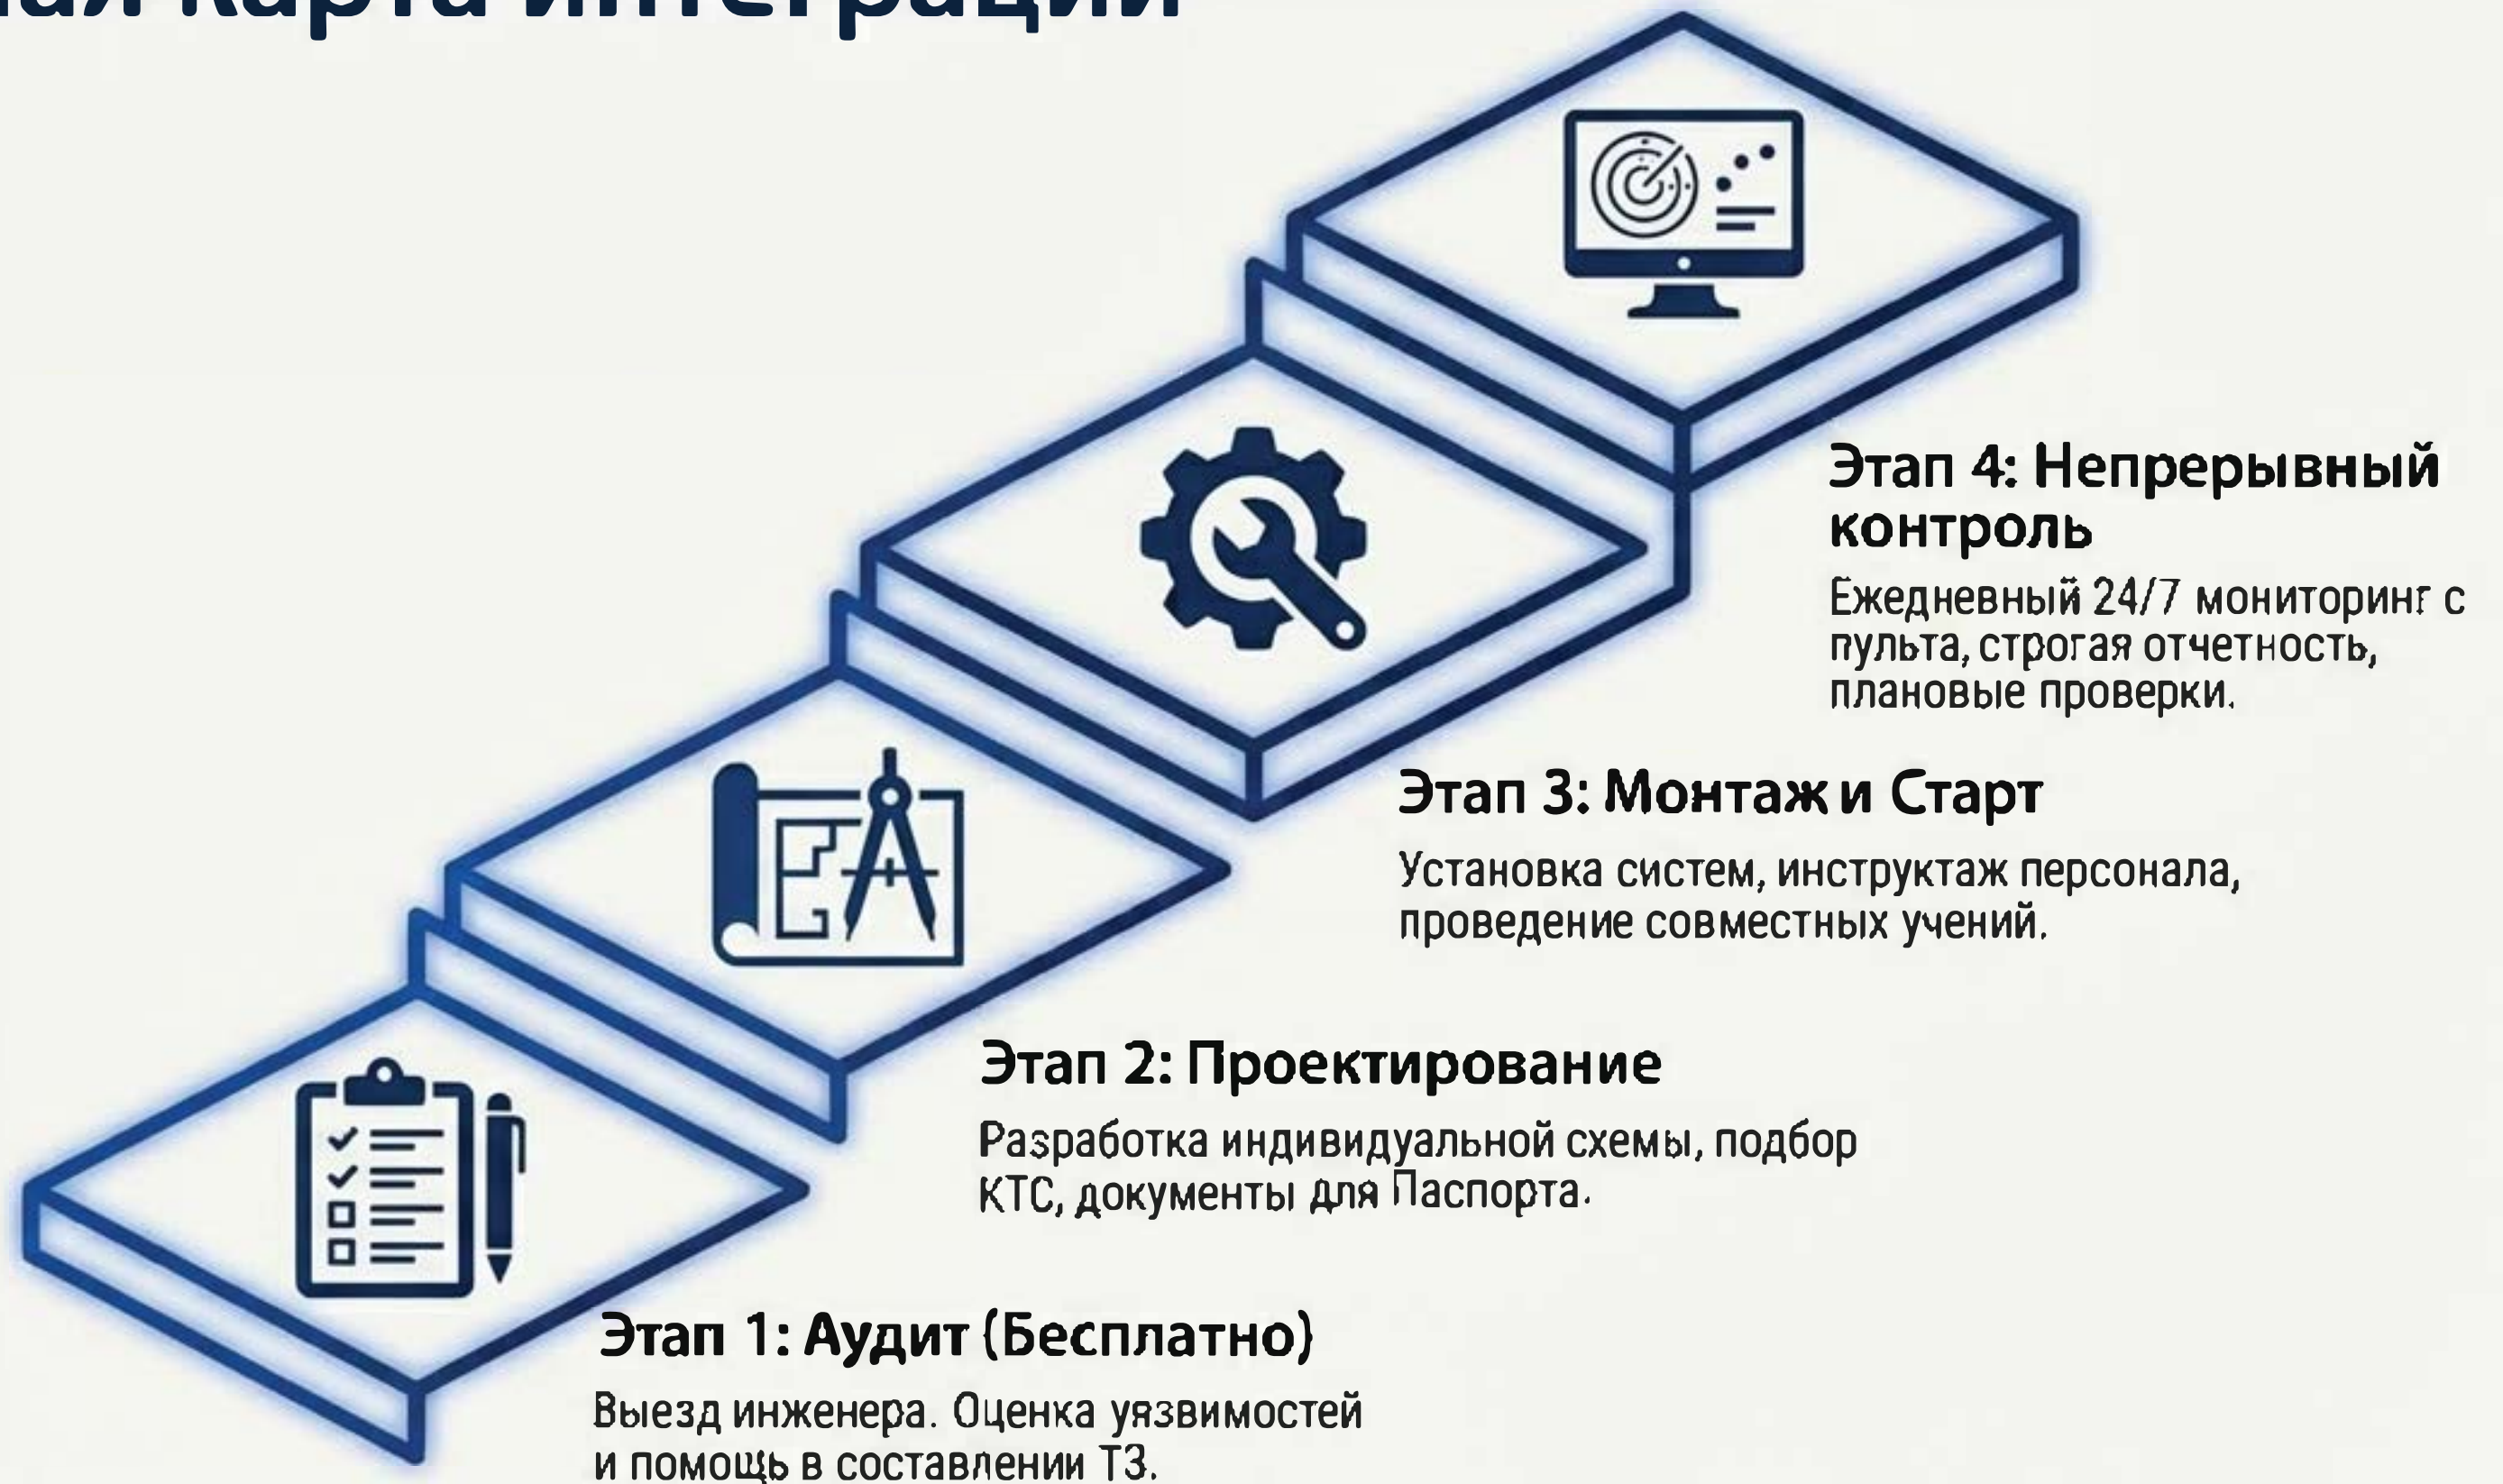 карта интеграции
Этап 4: Непрерывный
контроль
Ежедневный 24/7 мониторинг с
пульта, строгая отчетность,
плановые проверки.
Этап 3: Монтаж и Старт
Установка систем, инструктаж персонала,
проведение совместных учений.
Этап 2: Проектирование
Разработка индивидуальной схемы, подбор
КТС, документы для Паспорта.
Этап 1: Аудит (Бесплатно)
Выезд инженера. Оценка уязвимостей
и помощь в составлении ТЗ.